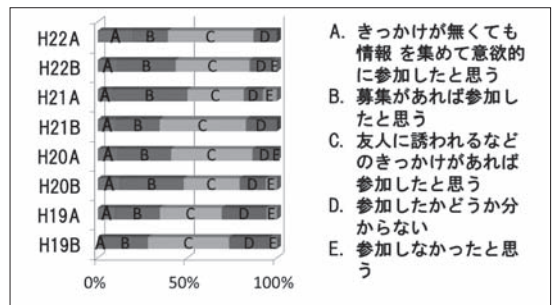 H22A A B C D
H22B A B C D E
H21A A B C D E
H21B A B C D
H20A A B C D E
H20B A B C D E
H19A A B C D E
H19B A B C D E
0% 50% 100%
A. きっかけが無くても
情報 を集めて意欲的
に参加したと思う
B. 募集があれば参加し
たと思う
C. 友人に誘われるなど
のきっかけがあれば
参加したと思う
D. 参加したかどうか分
からない
E. 参加しなかったと思
う